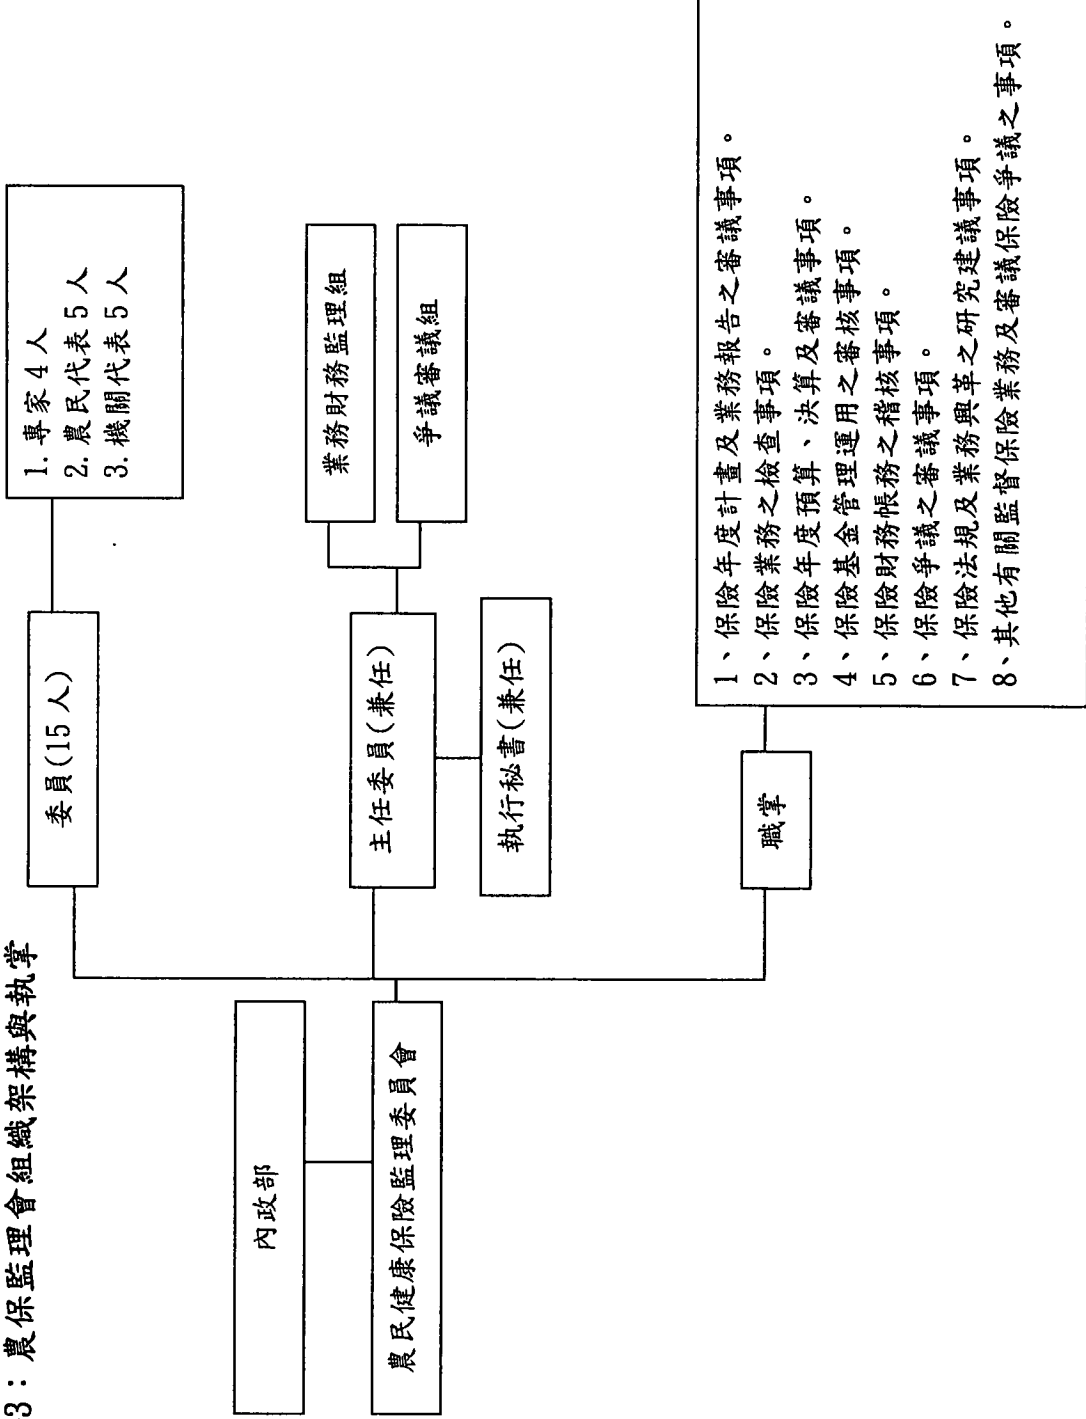 3：農保監理會組織架構與執掌
內政部
農民健康保險監理委員會
委員(15人)
1. 專家4人
2. 農民代表5人
3. 機關代表5人
主任委員(兼任)
執行秘書(兼任)
業務財務監理組
爭議審議組
職掌
1、保險年度計畫及業務報告之審議事項。
2、保險業務之檢查事項。
3、保險年度預算、決算及審議事項。
4、保險基金管理運用之審核事項。
5、保險財務帳務之稽核事項。
6、保險爭議之審議事項。
7、保險法規及業務興革之研究建議事項。
8、其他有關監督保險業務及審議保險爭議之事項。